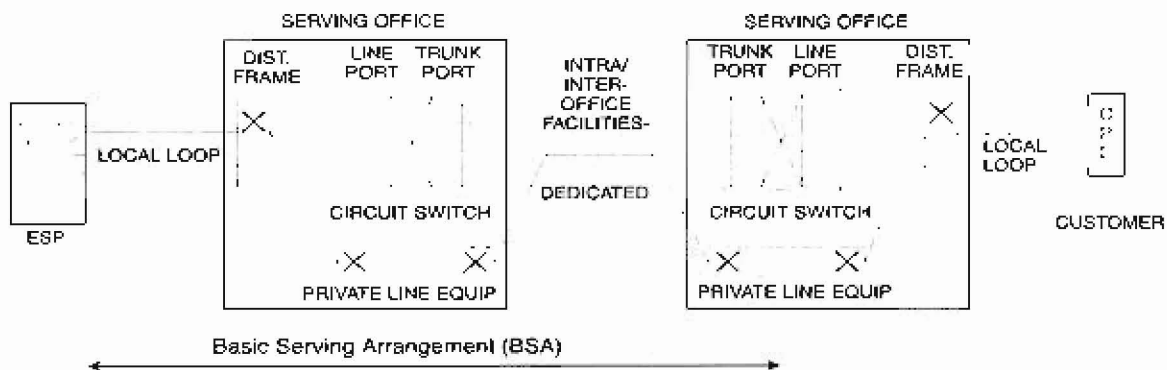 SERVING OFFICE
DIST.
FRAME
LINE
PORT
TRUNK
PORT
LOCAL LOOP
ESP
CIRCUIT SWITCH
PRIVATE LINE EQUIP
INTRA/
INTER-
OFFICE
FACILITIES-
DEDICATED
SERVING OFFICE
TRUNK
PORT
LINE
PORT
DIST.
FRAME
CIRCUIT SWITCH
PRIVATE LINE EQUIP
LOCAL
LOOP
CUSTOMER
Basic Serving Arrangement (BSA)